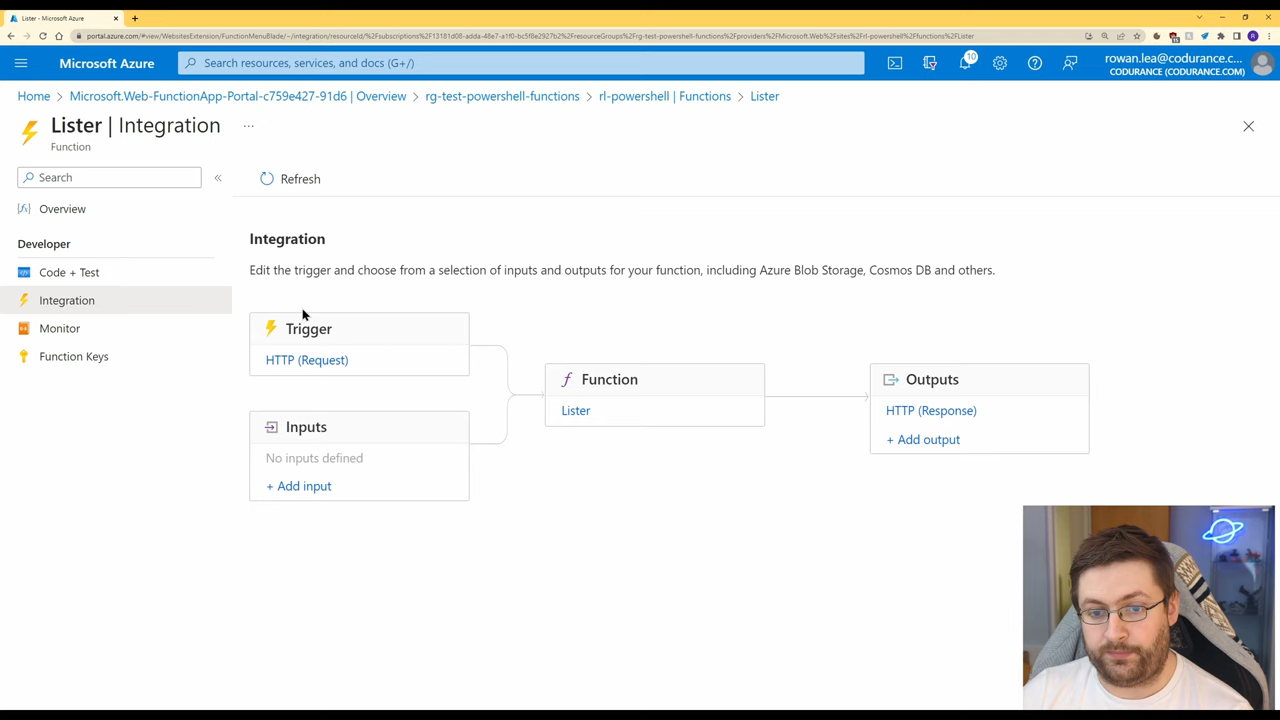 Lister - Microsoft Azure
portal.azure.com/#view/WebsitesExtension/FunctionMenuBlade/~/integration/resourceId/%2Fsubscriptions%2F13181d08-adda-48e7-a1f0-bc5f8e2927b2%2FresourceGroups%2Frg-test-powershell-functions%2Fproviders%2FMicrosoft.Web%2Fsites%2Frl-powershell%2Ffunctions%2FLister
Microsoft Azure
Search resources, services, and docs (G+/)
10
rowan.lea@codurance.c...
CODURANCE (CODURANCE.COM)
Home > Microsoft.Web-FunctionApp-Portal-c759e427-91d6 | Overview > rg-test-powershell-functions > rl-powershell | Functions > Lister
Lister | Integration ...
Function
Search
«
Refresh
Overview
Developer
Code + Test
Integration
Monitor
Function Keys
Integration
Edit the trigger and choose from a selection of inputs and outputs for your function, including Azure Blob Storage, Cosmos DB and others.
Trigger
HTTP (Request)
Inputs
No inputs defined
+ Add input
Function
Lister
Outputs
HTTP (Response)
+ Add output